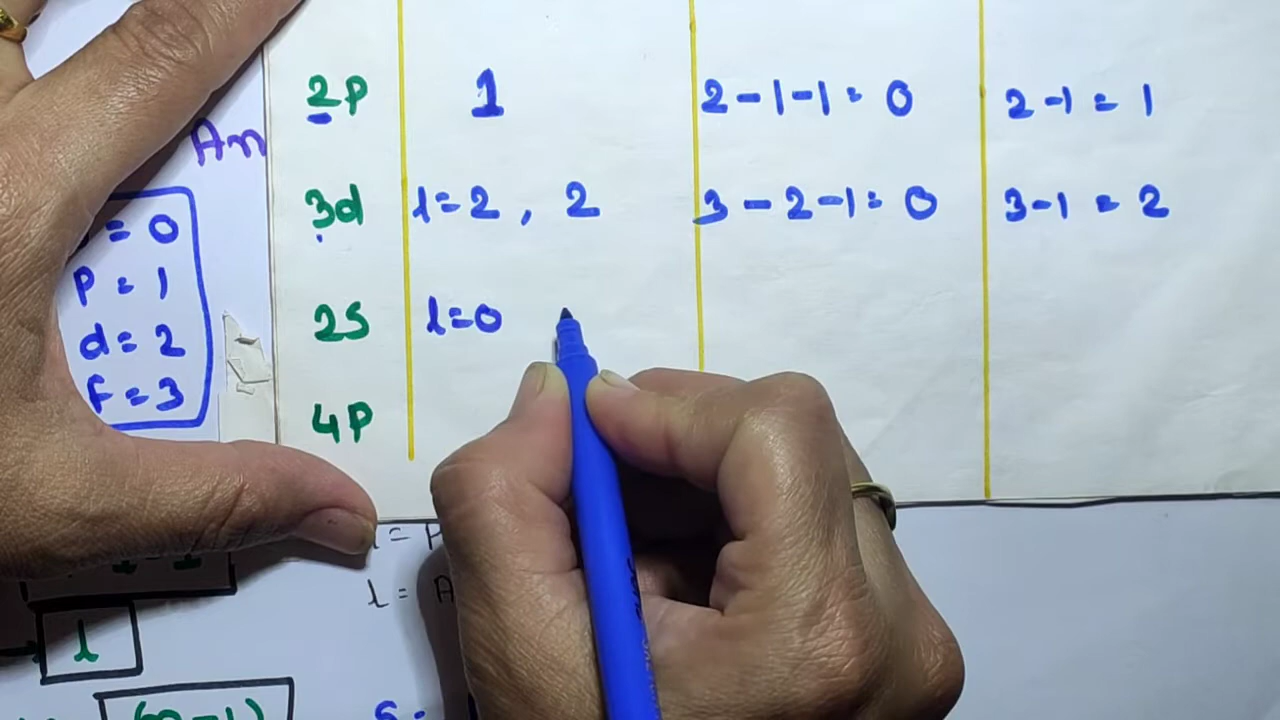 2P 1 2-1-1= 0 2-1 = 1
An
3d l=2, 2 3-2-1= 0 3-1 = 2
= 0
P = 1
2S l=0
d = 2
F = 3
4P
l =
l
(n-1)